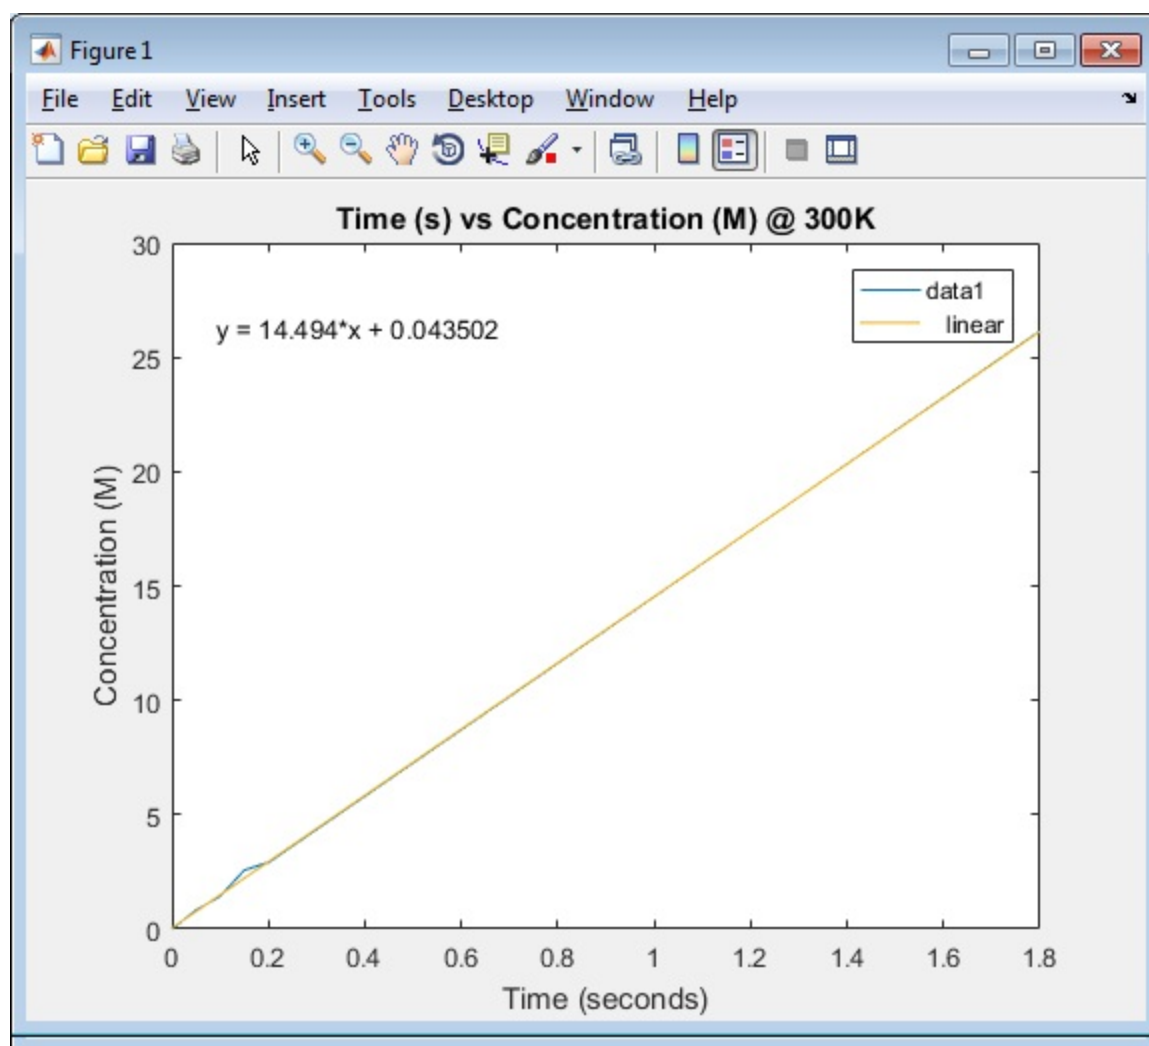 Figure 1
File Edit View Insert Tools Desktop Window Help
Time (s) vs Concentration (M) @ 300K
30
25
20
15
10
5
0
Concentration (M)
y = 14.494*x + 0.043502
data1
linear
0 0.2 0.4 0.6 0.8 1 1.2 1.4 1.6 1.8
Time (seconds)